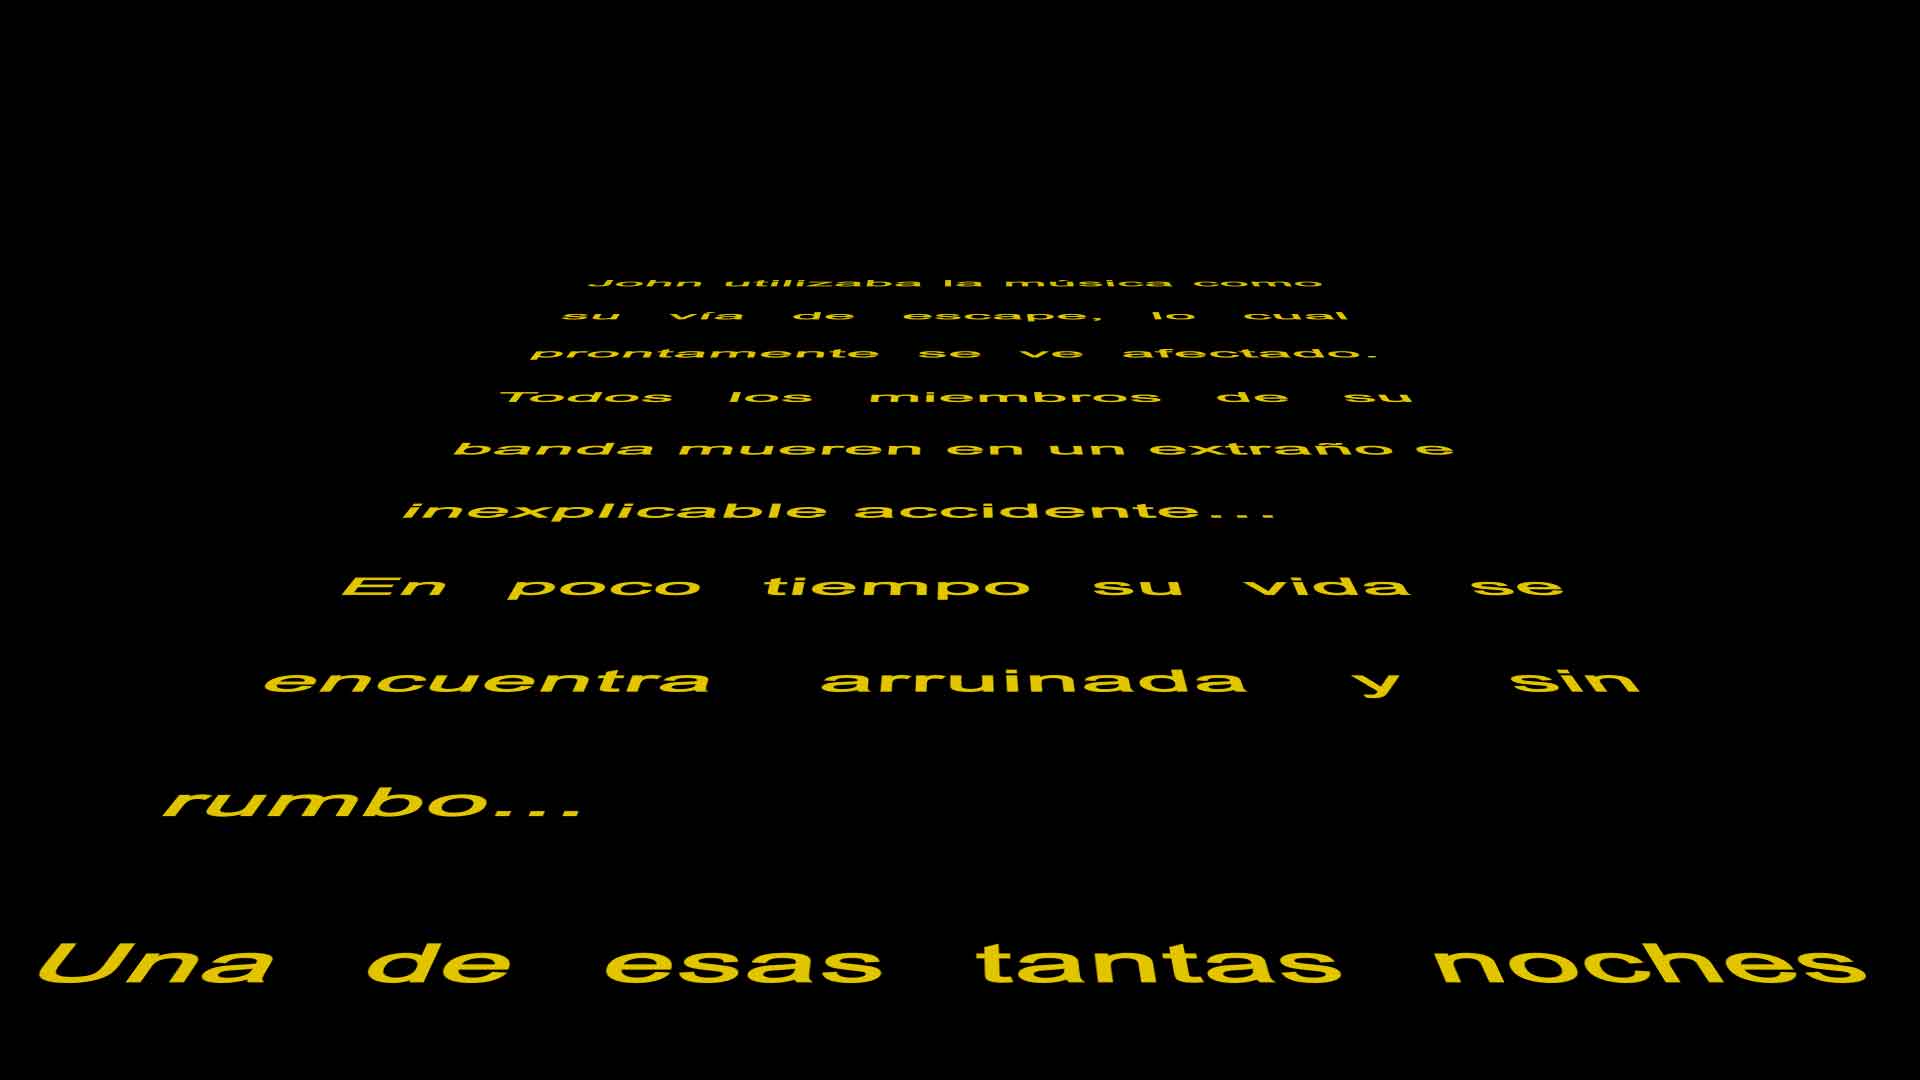 John utilizaba la música como
su vía de escape, lo cual
prontamente se ve afectado.
Todos los miembros de su
banda mueren en un extraño e
inexplicable accidente...
En poco tiempo su vida se
encuentra arruinada y sin
rumbo...
Una de esas tantas noches